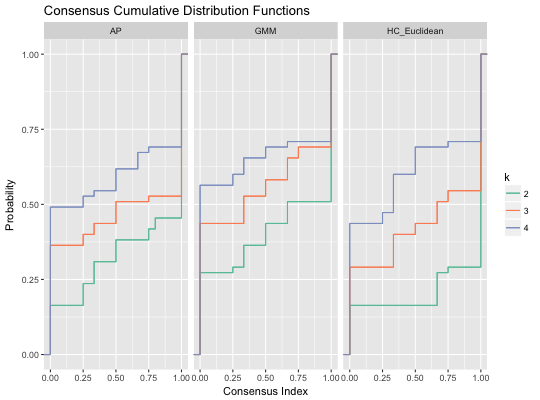 Consensus Cumulative Distribution Functions
AP GMM HC_Euclidean
1.00
0.75
0.50
0.25
0.00
Probability
0.00 0.25 0.50 0.75 1.00 0.00 0.25 0.50 0.75 1.00 0.00 0.25 0.50 0.75 1.00
Consensus Index
k
2
3
4